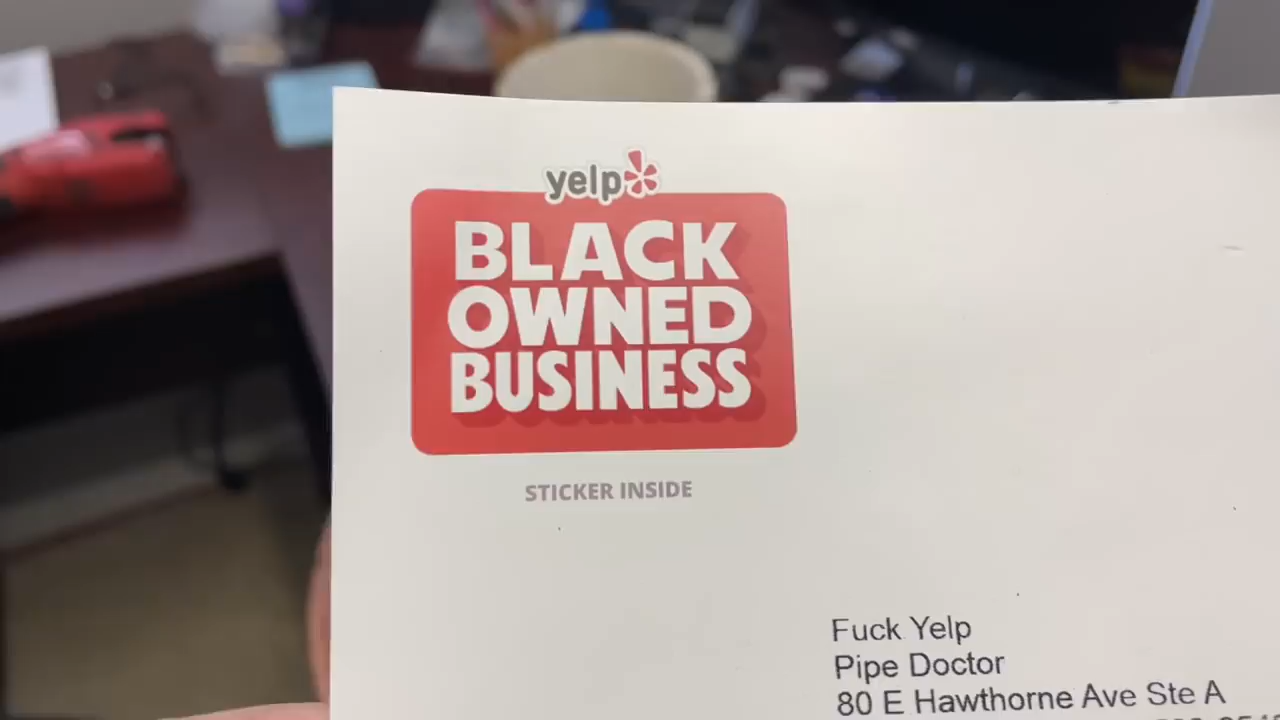 yelp
BLACK
OWNED
BUSINESS
STICKER INSIDE
Fuck Yelp
Pipe Doctor
80 E Hawthorne Ave Ste A